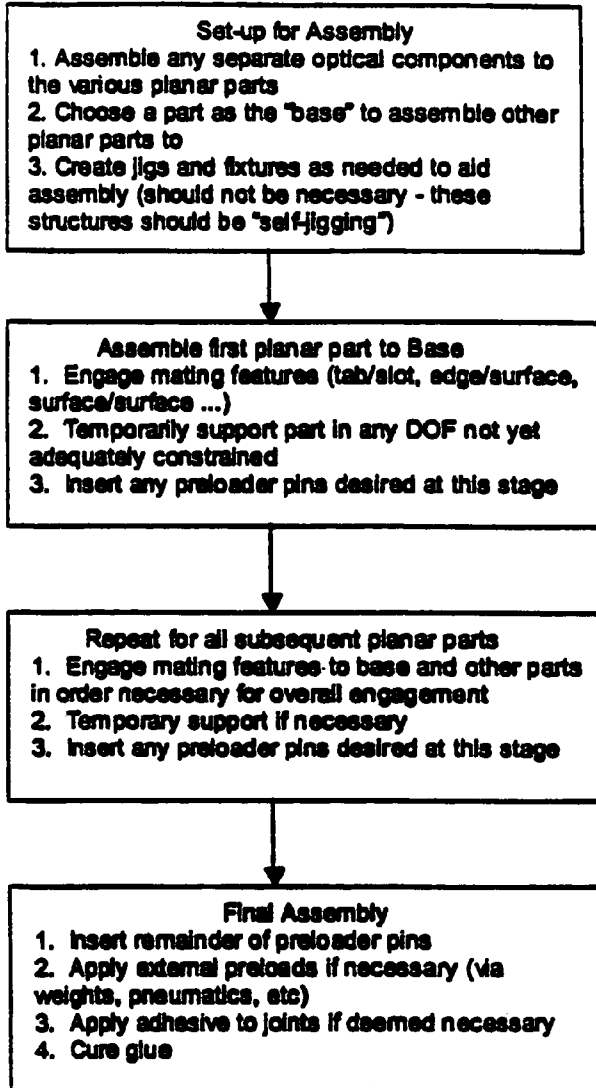 Set-up for Assembly
1. Assemble any separate optical components to
the various planar parts
2. Choose a part as the "base" to assemble other
planar parts to
3. Create jigs and fixtures as needed to aid
assembly (should not be necessary - these
structures should be "self-jigging")
Assemble first planar part to Base
1. Engage mating features (tab/slot, edge/surface,
surface/surface ...)
2. Temporarily support part in any DOF not yet
adequately constrained
3. Insert any preloader pins desired at this stage
Repeat for all subsequent planar parts
1. Engage mating features to base and other parts
in order necessary for overall engagement
2. Temporary support if necessary
3. Insert any preloader pins desired at this stage
Final Assembly
1. Insert remainder of preloader pins
2. Apply external preloads if necessary (via
weights, pneumatics, etc)
3. Apply adhesive to joints if deemed necessary
4. Cure glue